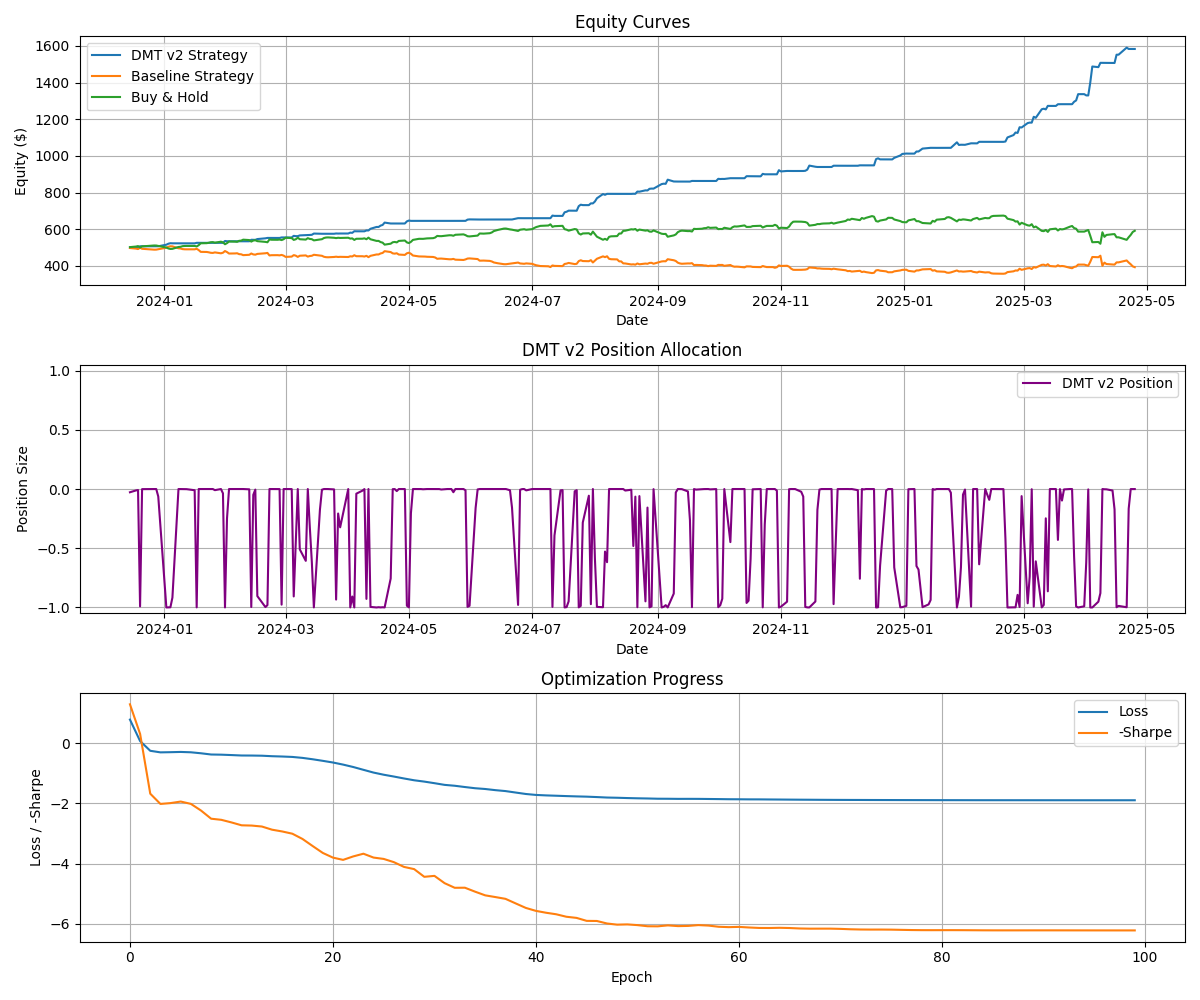 Equity Curves
DMT v2 Strategy
Baseline Strategy
Buy & Hold
1600
1400
1200
1000
800
600
400
Equity ($)
2024-01 2024-03 2024-05 2024-07 2024-09 2024-11 2025-01 2025-03 2025-05
Date
DMT v2 Position Allocation
DMT v2 Position
1.0
0.5
0.0
−0.5
−1.0
Position Size
2024-01 2024-03 2024-05 2024-07 2024-09 2024-11 2025-01 2025-03 2025-05
Date
Optimization Progress
Loss
-Sharpe
0
−2
−4
−6
Loss / -Sharpe
0 20 40 60 80 100
Epoch